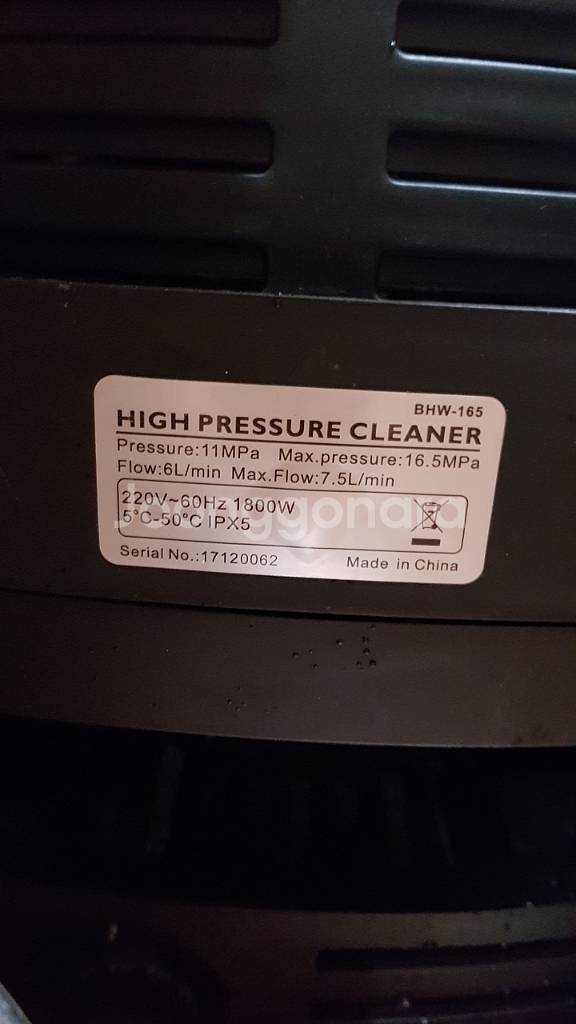 BHW-165
HIGH PRESSURE CLEANER
Pressure:11MPa Max.pressure:16.5MPa
Flow:6L/min Max.Flow:7.5L/min
220V~60Hz 1800W
5°C-50°C IPX5
Joonggonara
Serial No.:17120062 Made in China